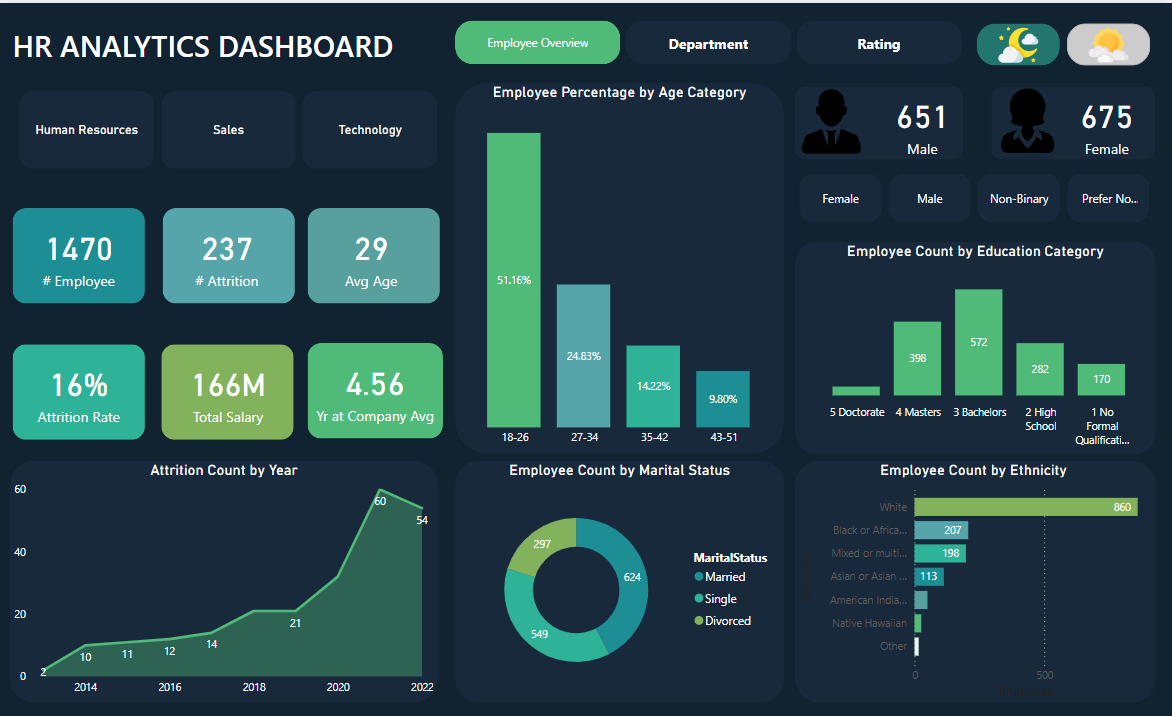 HR ANALYTICS DASHBOARD
Employee Overview
Department
Rating
Human Resources
Sales
Technology
1470
# Employee
237
# Attrition
29
Avg Age
16%
Attrition Rate
166M
Total Salary
4.56
Yr at Company Avg
Employee Percentage by Age Category
51.16%
24.83%
14.22%
9.80%
18-26
27-34
35-42
43-51
651
Male
675
Female
Female
Male
Non-Binary
Prefer No...
Employee Count by Education Category
398
572
282
170
5 Doctorate
4 Masters
3 Bachelors
2 High
School
1 No
Formal
Qualificati...
Attrition Count by Year
60
40
20
0
2
10
11
12
14
21
60
54
2014
2016
2018
2020
2022
Employee Count by Marital Status
297
624
549
MaritalStatus
Married
Single
Divorced
Employee Count by Ethnicity
White
860
Black or Africa...
207
Mixed or multi...
198
Asian or Asian ...
113
American India...
Native Hawaiian
Other
0
500